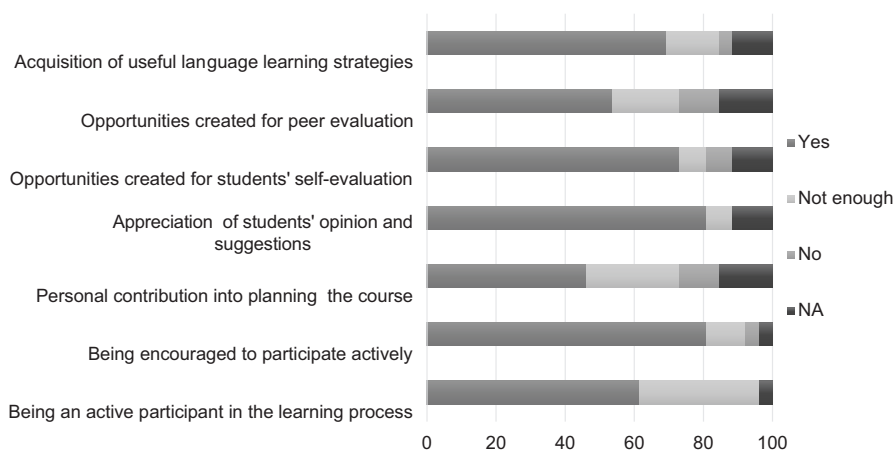 Acquisition of useful language learning strategies
Opportunities created for peer evaluation
Opportunities created for students' self-evaluation
Appreciation of students' opinion and
suggestions
Personal contribution into planning the course
Being encouraged to participate actively
Being an active participant in the learning process
0 20 40 60 80 100
Yes
Not enough
No
NA